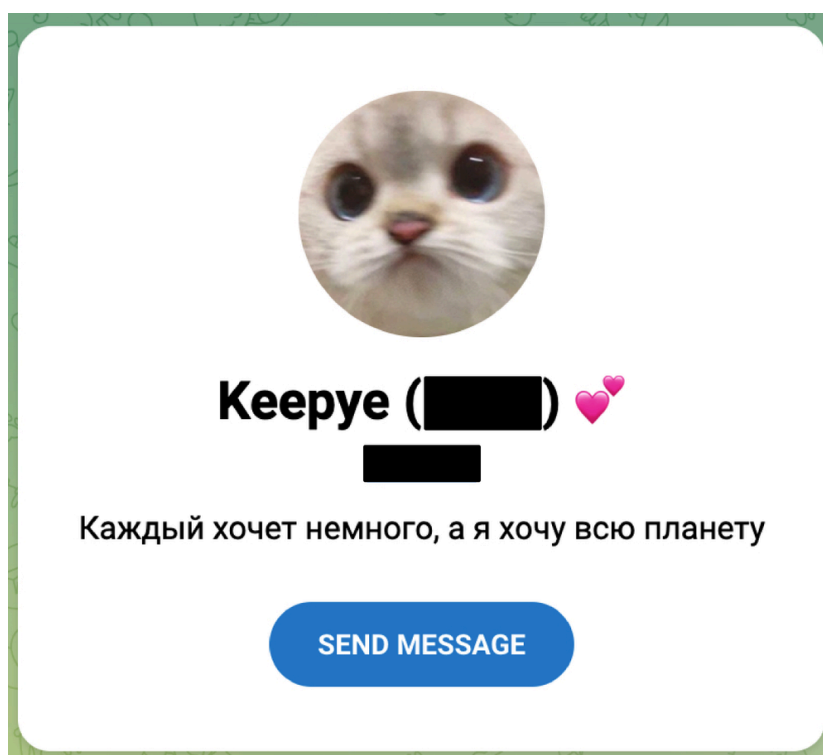 Keepye () 💕
Каждый хочет немного, а я хочу всю планету
SEND MESSAGE